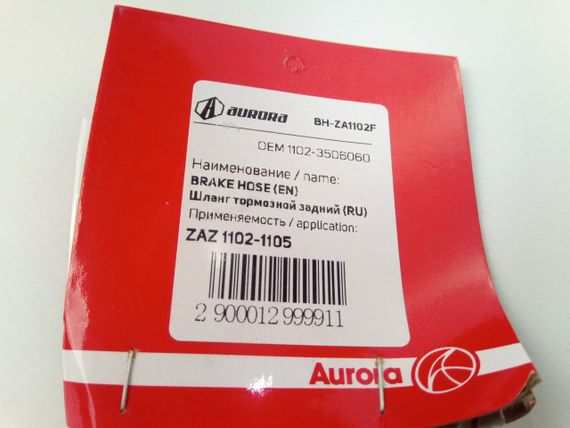 AURORA BH-ZA1102F
OEM 1102-3506060
Наименование / name:
BRAKE HOSE (EN)
Шланг тормозной задний (RU)
Применяемость / application:
ZAZ 1102-1105
2 900012 999911
Aurora